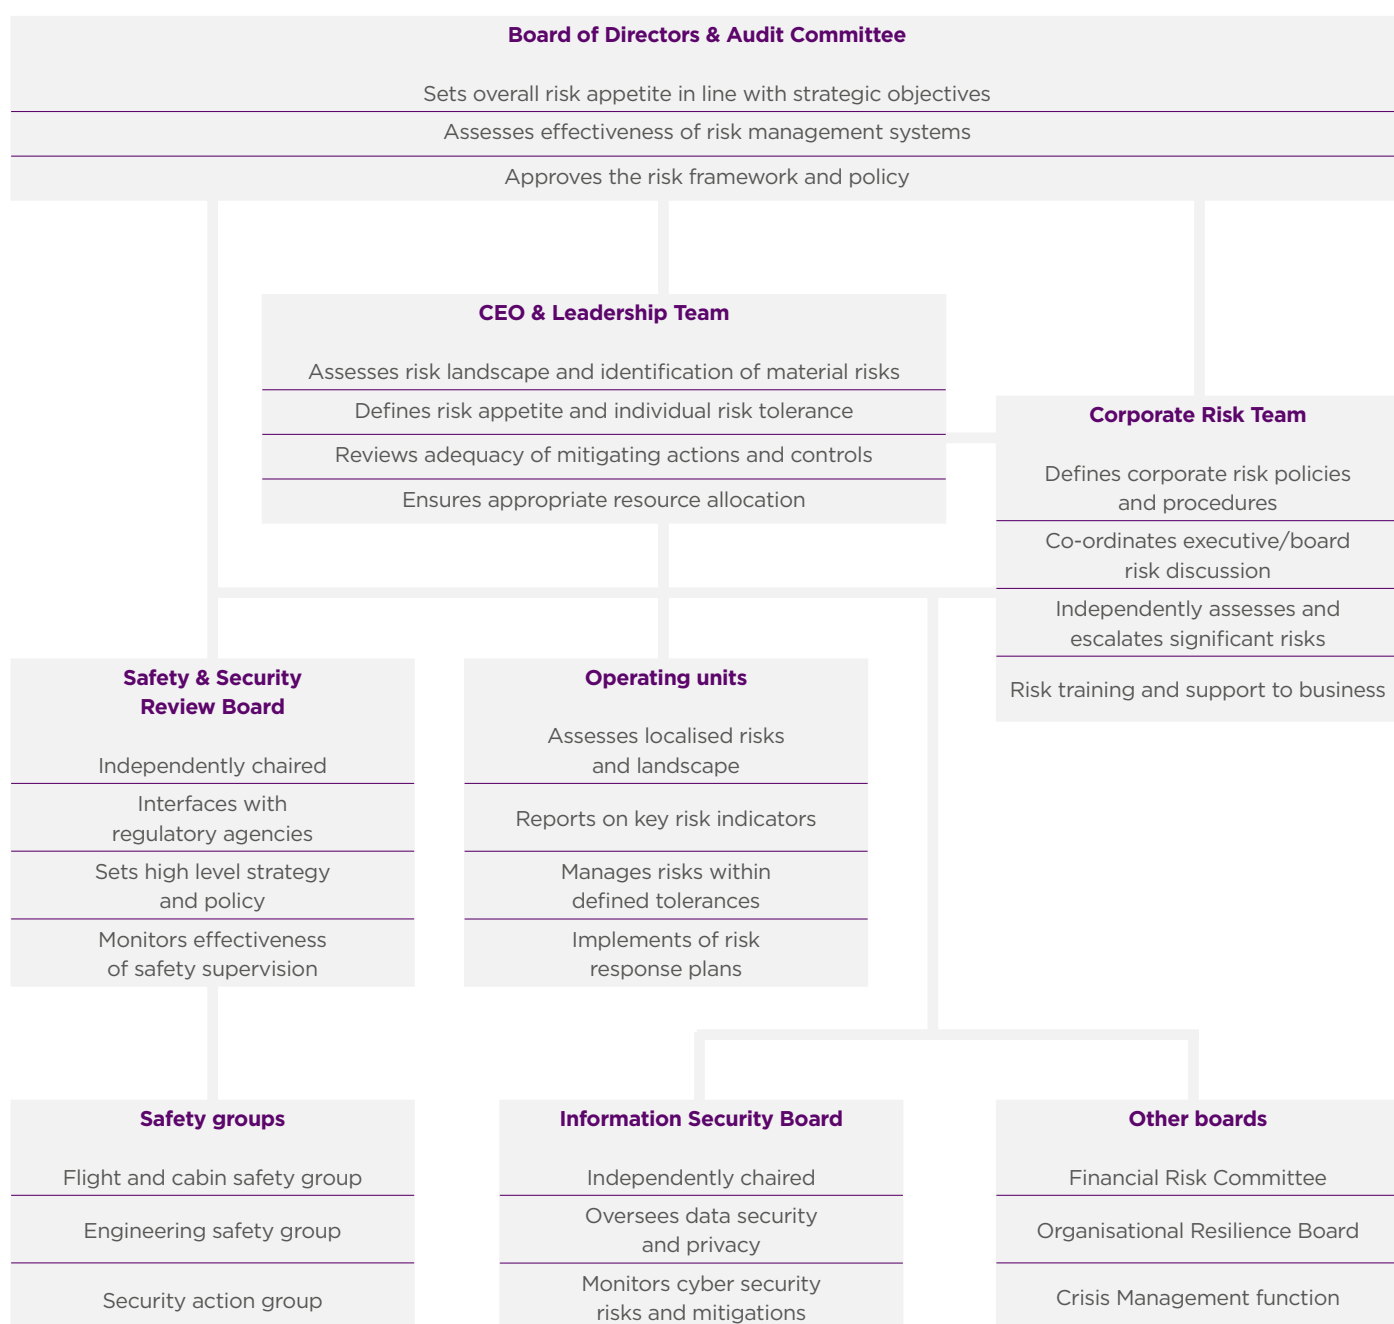 Board of Directors & Audit Committee
Sets overall risk appetite in line with strategic objectives
Assesses effectiveness of risk management systems
Approves the risk framework and policy
CEO & Leadership Team
Assesses risk landscape and identification of material risks
Defines risk appetite and individual risk tolerance
Reviews adequacy of mitigating actions and controls
Ensures appropriate resource allocation
Corporate Risk Team
Defines corporate risk policies
and procedures
Co-ordinates executive/board
risk discussion
Independently assesses and
escalates significant risks
Risk training and support to business
Safety & Security
Review Board
Independently chaired
Interfaces with
regulatory agencies
Sets high level strategy
and policy
Monitors effectiveness
of safety supervision
Operating units
Assesses localised risks
and landscape
Reports on key risk indicators
Manages risks within
defined tolerances
Implements of risk
response plans
Safety groups
Flight and cabin safety group
Engineering safety group
Security action group
Information Security Board
Independently chaired
Oversees data security
and privacy
Monitors cyber security
risks and mitigations
Other boards
Financial Risk Committee
Organisational Resilience Board
Crisis Management function